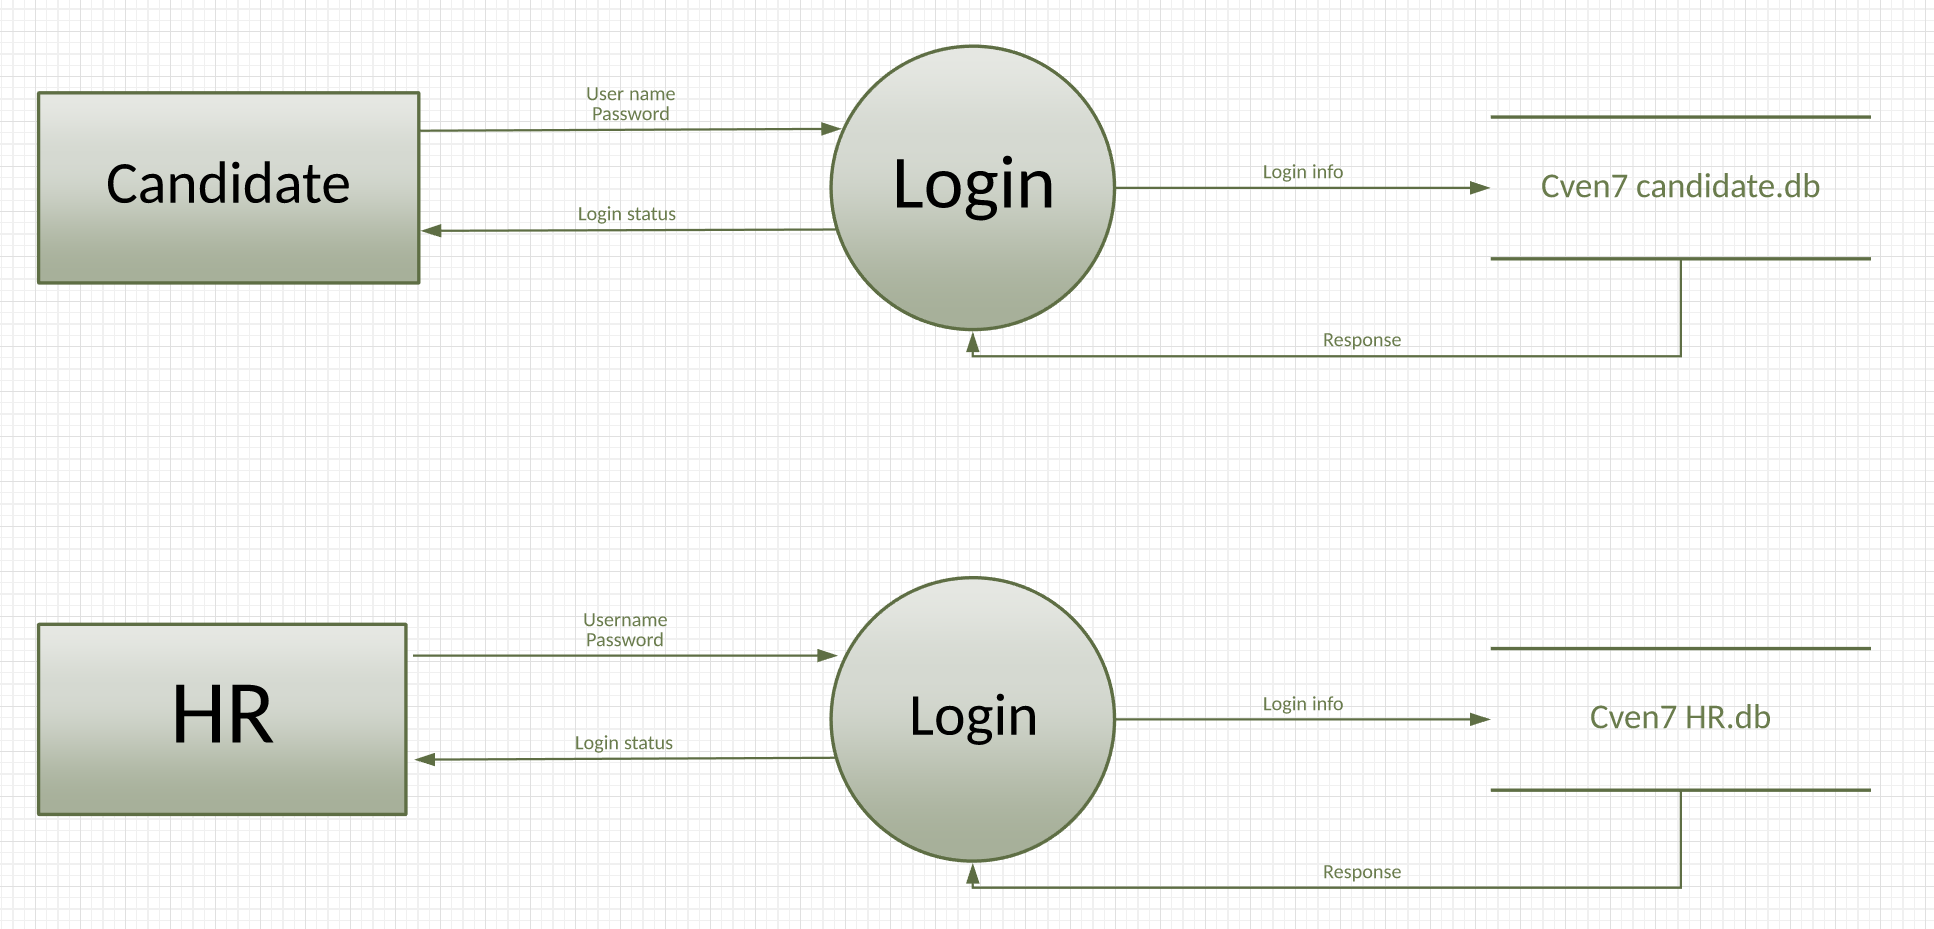 User name
Password
Candidate
Login
Login info
Cven7 candidate.db
Login status
Response
Username
Password
HR
Login
Login info
Cven7 HR.db
Login status
Response